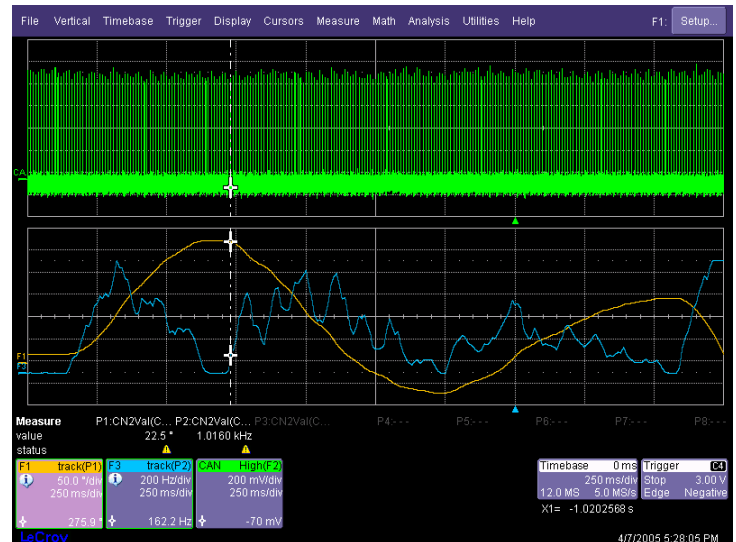 File Vertical Timebase Trigger Display Cursors Measure Math Analysis Utilities Help F1: Setup...
CA
F1
F3
Measure P1:CN2Val(C... P2:CN2Val(C... P3:CN2Val(C... P4:--- P5:--- P6:--- P7:--- P8:---
value 22.5 ° 1.0160 kHz
status
F1 track(P1) F3 track(P2) CAN High(F2) Timebase 0 ms Trigger C4
50.0 °/div 200 Hz/div 200 mV/div 250 ms/div Stop 3.00 V
250 ms/div 250 ms/div 12.0 MS 5.0 MS/s Edge Negative
275.9 ° 162.2 Hz -70 mV X1= -1.0202568 s
LeCroy 4/7/2005 5:28:05 PM